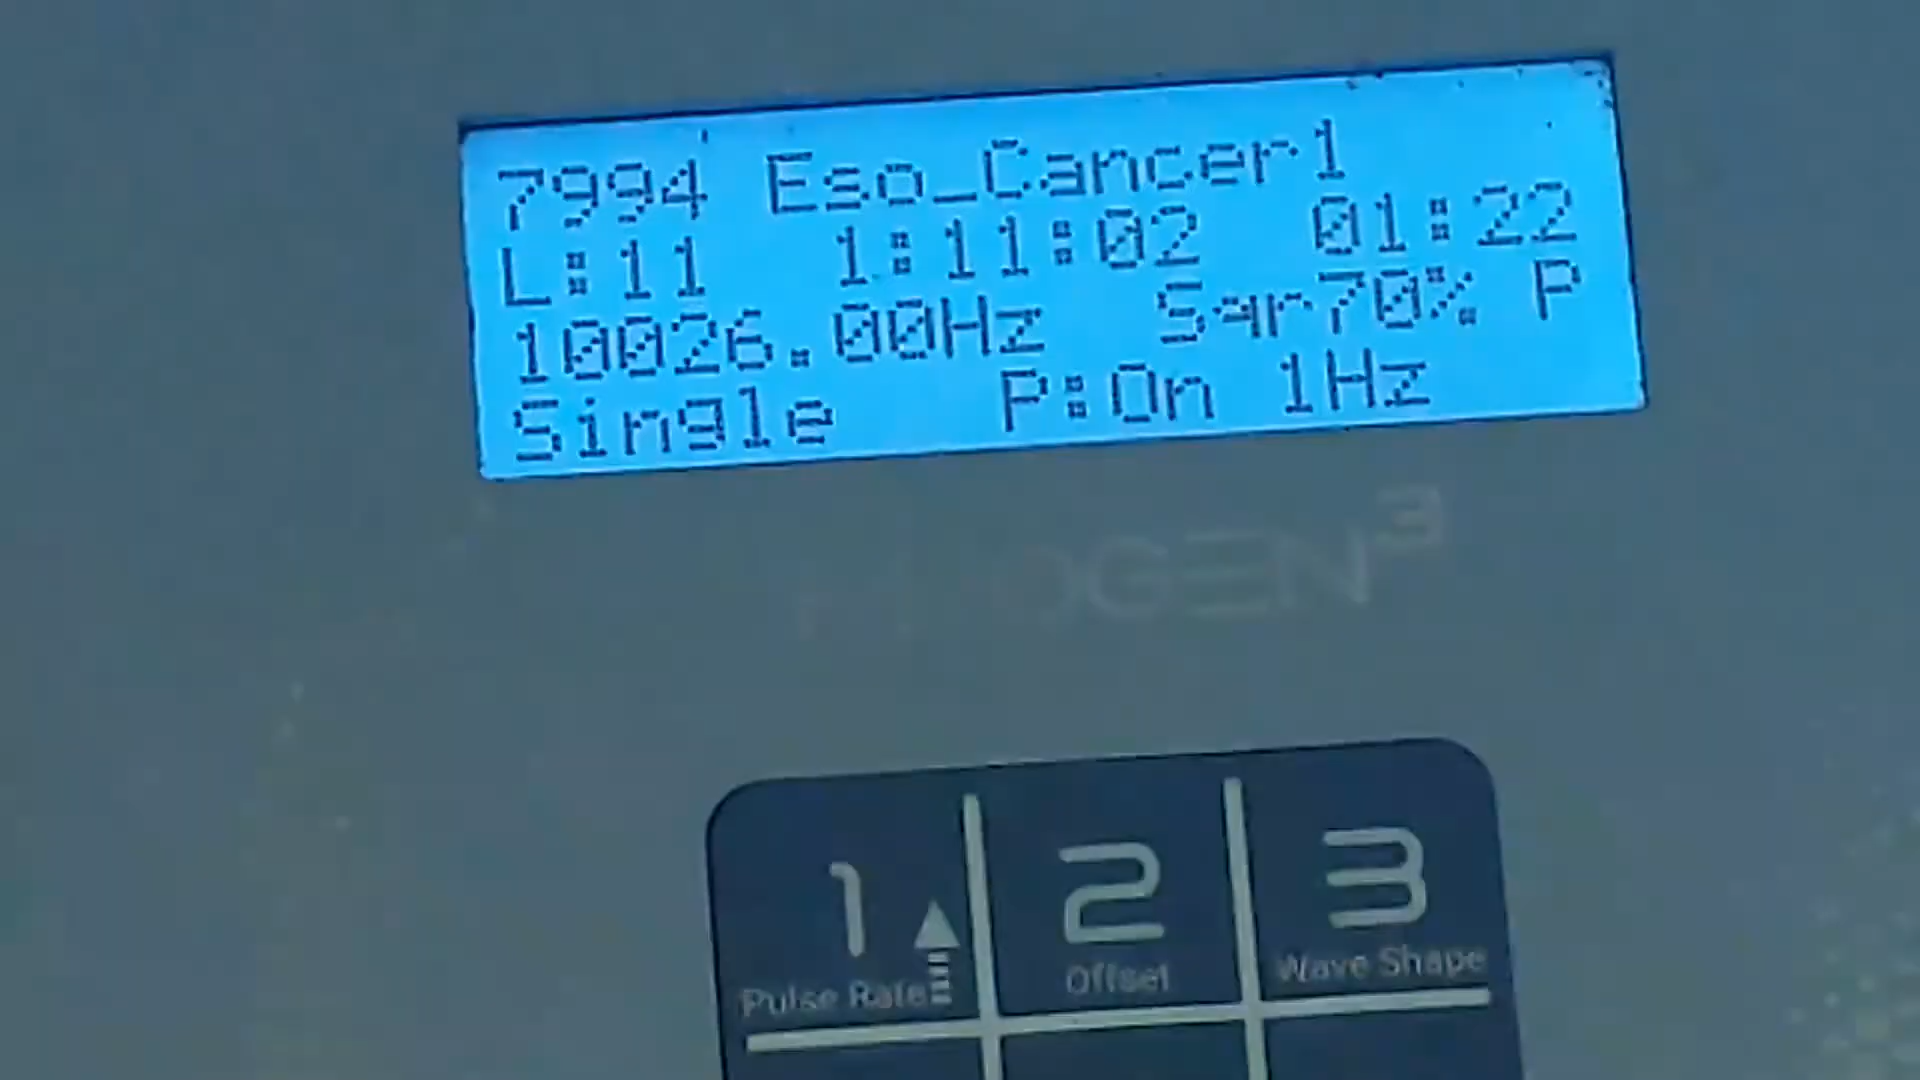 7994 Eso_Cancer1
L:11 1:11:02 01:22
10026.00Hz Sqr70% P
Single P:On 1Hz
1 2 3
Pulse Rate Offset Wave Shape